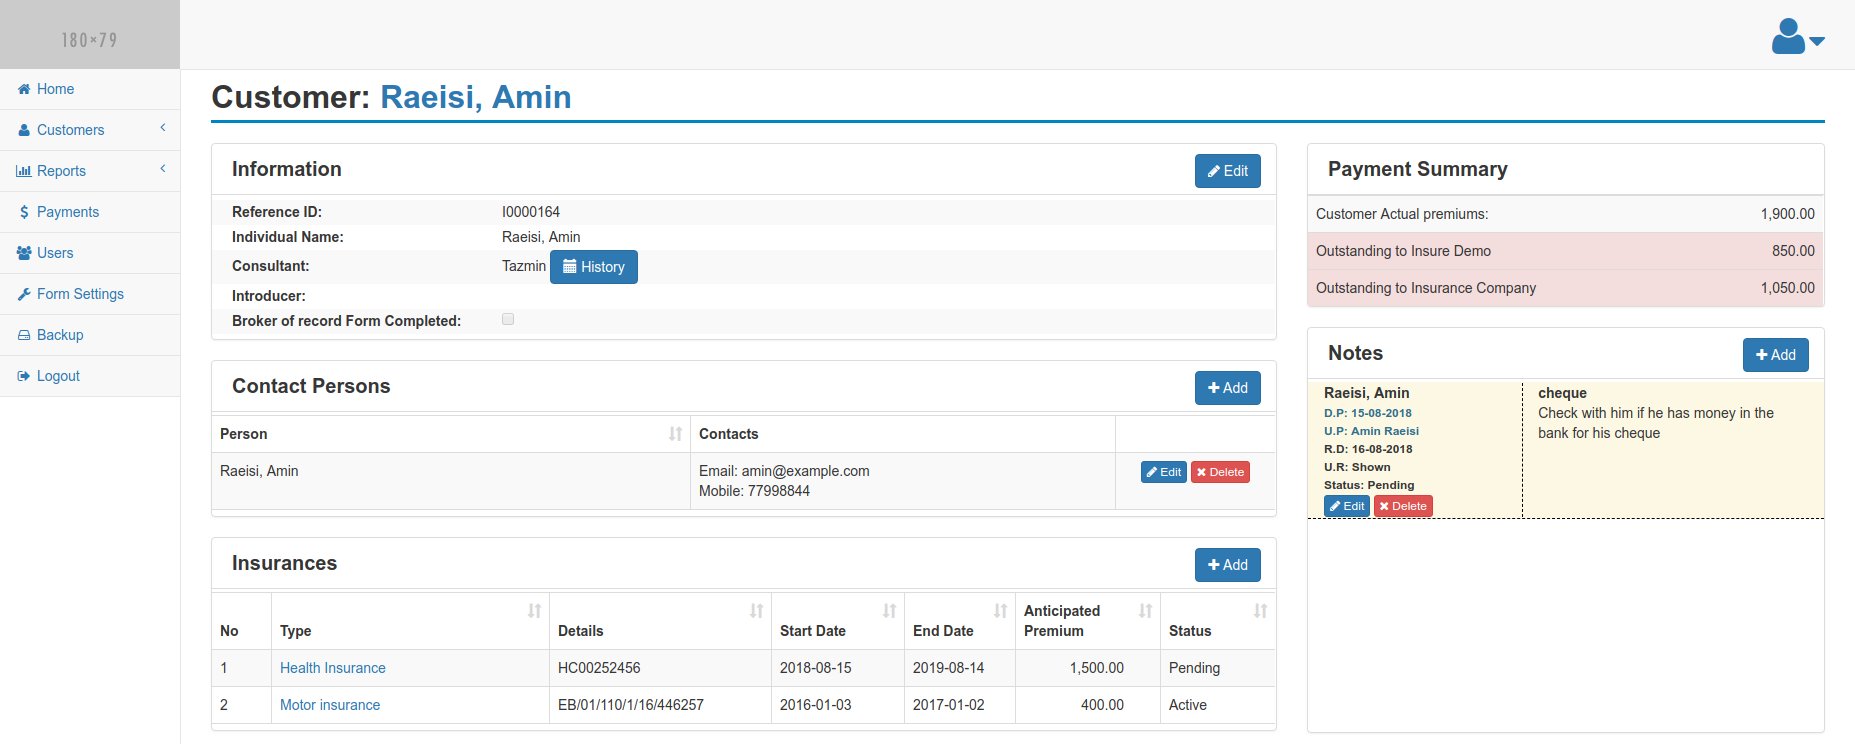 180×79
Home
Customers
Reports
Payments
Users
Form Settings
Backup
Logout
Customer: Raeisi, Amin
Information
Edit
Reference ID: I0000164
Individual Name: Raeisi, Amin
Consultant: Tazmin History
Introducer:
Broker of record Form Completed:
Contact Persons
Add
Person Contacts
Raeisi, Amin Email: amin@example.com
Mobile: 77998844
Edit Delete
Insurances
Add
No Type Details Start Date End Date Anticipated Premium Status
1 Health Insurance HC00252456 2018-08-15 2019-08-14 1,500.00 Pending
2 Motor insurance EB/01/110/1/16/446257 2016-01-03 2017-01-02 400.00 Active
Payment Summary
Customer Actual premiums: 1,900.00
Outstanding to Insure Demo 850.00
Outstanding to Insurance Company 1,050.00
Notes
Add
Raeisi, Amin
D.P: 15-08-2018
U.P: Amin Raeisi
R.D: 16-08-2018
U.R: Shown
Status: Pending
Edit Delete
cheque
Check with him if he has money in the
bank for his cheque